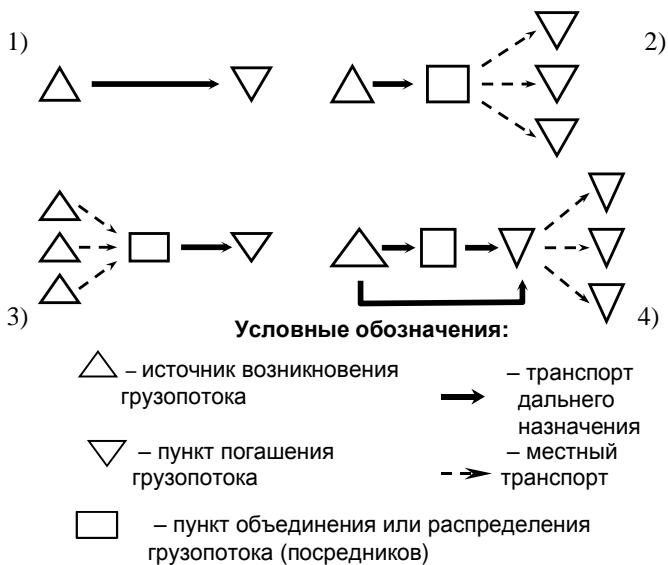 1)
2)
3)
4)
Условные обозначения:
– источник возникновения
грузопотока
– транспорт
дальнего
назначения
– пункт погашения
грузопотока
– местный
транспорт
– пункт объединения или распределения
грузопотока (посредников)